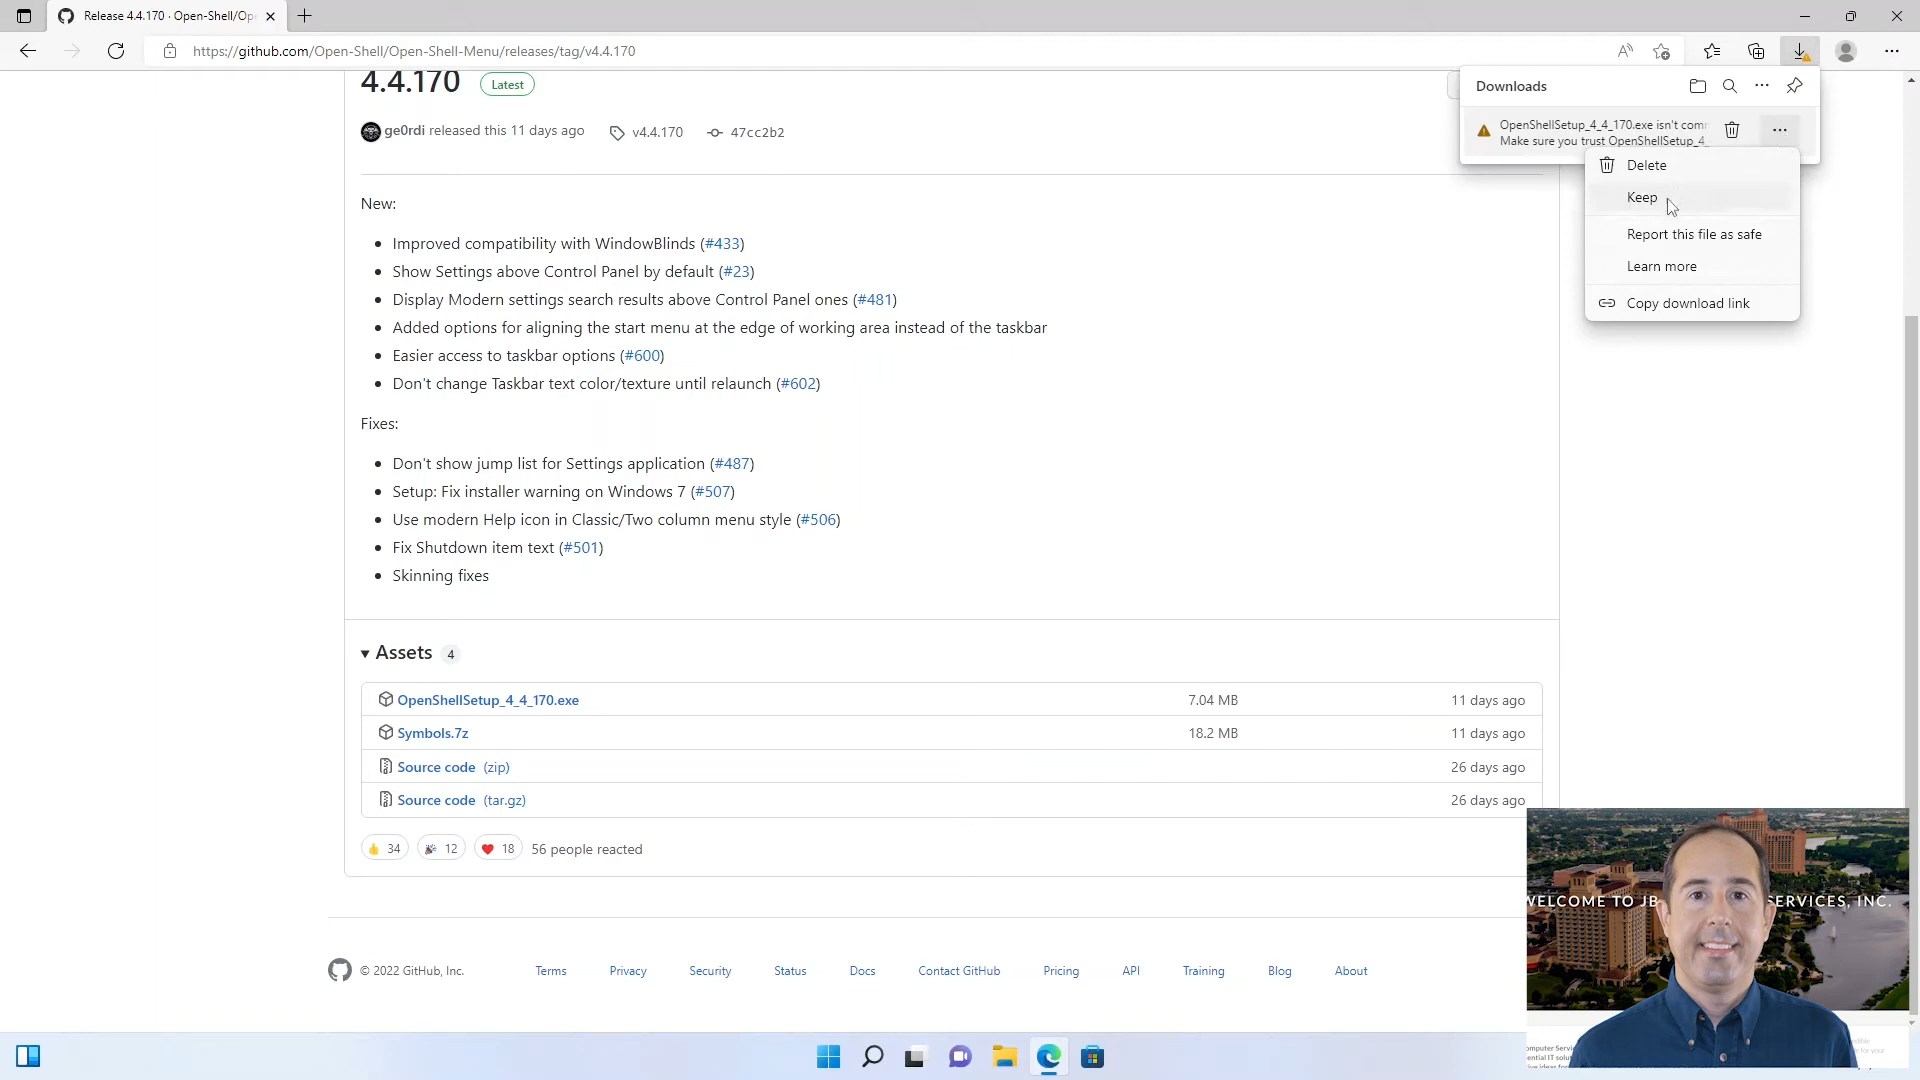 Release 4.4.170 · Open-Shell/Op
https://github.com/Open-Shell/Open-Shell-Menu/releases/tag/v4.4.170
4.4.170 Latest
ge0rdi released this 11 days ago v4.4.170 47cc2b2
Downloads
OpenShellSetup_4_4_170.exe isn't comm
Make sure you trust OpenShellSetup_4_
Delete
Keep
Report this file as safe
Learn more
Copy download link
New:
Improved compatibility with WindowBlinds (#433)
Show Settings above Control Panel by default (#23)
Display Modern settings search results above Control Panel ones (#481)
Added options for aligning the start menu at the edge of working area instead of the taskbar
Easier access to taskbar options (#600)
Don't change Taskbar text color/texture until relaunch (#602)
Fixes:
Don't show jump list for Settings application (#487)
Setup: Fix installer warning on Windows 7 (#507)
Use modern Help icon in Classic/Two column menu style (#506)
Fix Shutdown item text (#501)
Skinning fixes
Assets 4
OpenShellSetup_4_4_170.exe 7.04 MB 11 days ago
Symbols.7z 18.2 MB 11 days ago
Source code (zip) 26 days ago
Source code (tar.gz) 26 days ago
34 12 18 56 people reacted
WELCOME TO JB ERVICES, INC.
© 2022 GitHub, Inc. Terms Privacy Security Status Docs Contact GitHub Pricing API Training Blog About
omputer Servic
ential IT solut